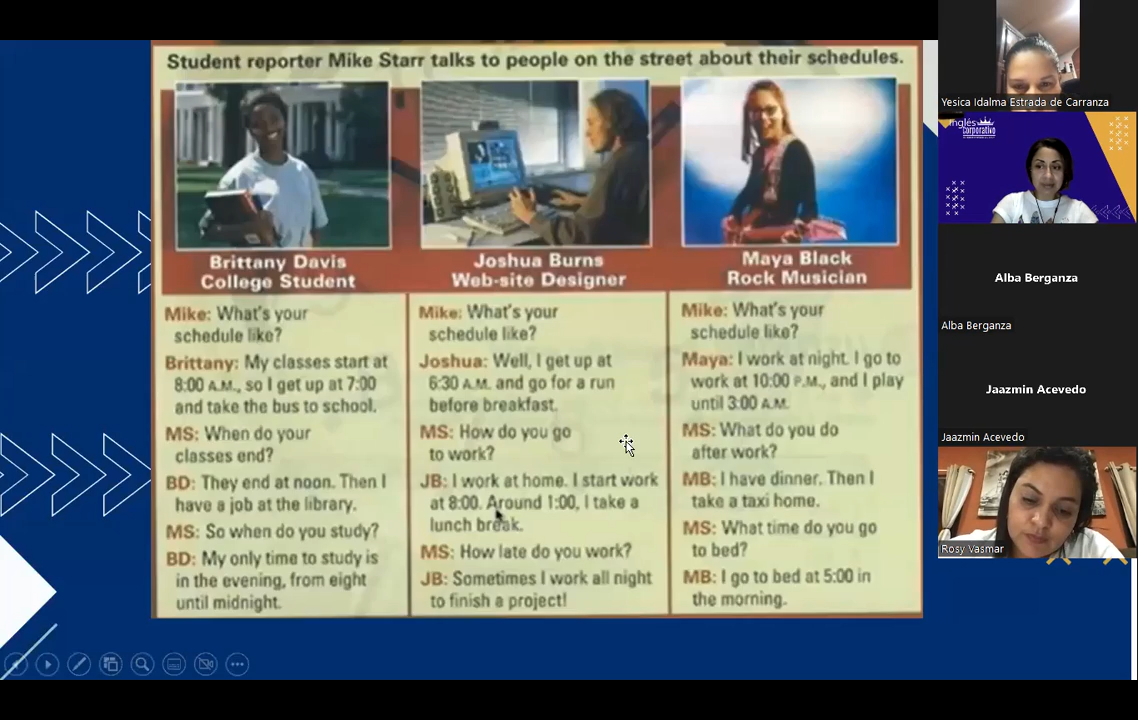 Student reporter Mike Starr talks to people on the street about their schedules.
Brittany Davis
College Student
Mike: What's your
schedule like?
Brittany: My classes start at
8:00 A.M., so I get up at 7:00
and take the bus to school.
MS: When do your
classes end?
BD: They end at noon. Then I
have a job at the library.
MS: So when do you study?
BD: My only time to study is
in the evening, from eight
until midnight.
Joshua Burns
Web-site Designer
Mike: What's your
schedule like?
Joshua: Well, I get up at
6:30 A.M. and go for a run
before breakfast.
MS: How do you go
to work?
JB: I work at home. I start work
at 8:00. Around 1:00, I take a
lunch break.
MS: How late do you work?
JB: Sometimes I work all night
to finish a project!
Maya Black
Rock Musician
Mike: What's your
schedule like?
Maya: I work at night. I go to
work at 10:00 P.M., and I play
until 3:00 A.M.
MS: What do you do
after work?
MB: I have dinner. Then I
take a taxi home.
MS: What time do you go
to bed?
MB: I go to bed at 5:00 in
the morning.
Yesica Idalma Estrada de Carranza
Inglés
corporativo
Alba Berganza
Alba Berganza
Jaazmin Acevedo
Jaazmin Acevedo
Rosy Vasmar